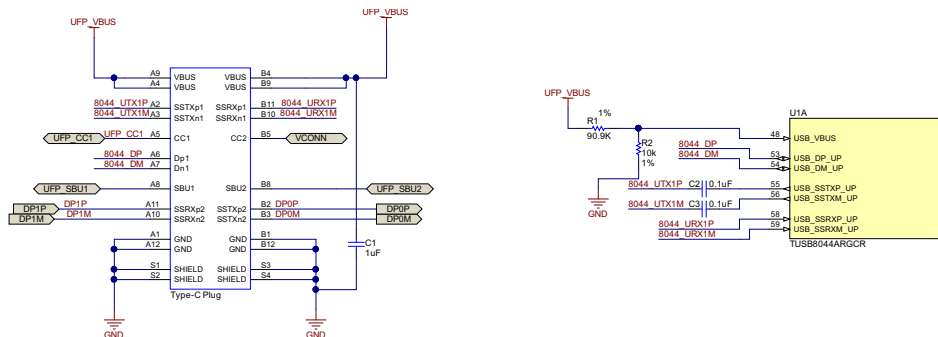 UFP_VBUS
UFP_VBUS
A9 VBUS VBUS B4
A4 VBUS VBUS B9
8044_UTX1P A2 SSTXp1 SSRXp1 B11 8044_URX1P
8044_UTX1M A3 SSTXn1 SSRXn1 B10 8044_URX1M
UFP_CC1 UFP_CC1 A5 CC1 CC2 B5 VCONN
8044_DP A6 Dp1
8044_DM A7 Dn1
UFP_SBU1 A8 SBU1 SBU2 B8 UFP_SBU2
DP1P DP1P A11 SSRXp2 SSTXp2 B2 DP0P DP0P
DP1M DP1M A10 SSRXn2 SSTXn2 B3 DP0M DP0M
A1 GND GND B1
A12 GND GND B12
C1
1uF
S1 SHIELD SHIELD S3
S2 SHIELD SHIELD S4
Type-C Plug
GND
GND
UFP_VBUS
1%
R1
90.9K
R2
10k
1%
GND
U1A
48 USB_VBUS
8044_DP 53 USB_DP_UP
8044_DM 54 USB_DM_UP
8044_UTX1P C2 0.1uF 55 USB_SSTXP_UP
8044_UTX1M C3 0.1uF 56 USB_SSTXM_UP
8044_URX1P 58 USB_SSRXP_UP
8044_URX1M 59 USB_SSRXM_UP
TUSB8044ARGCR